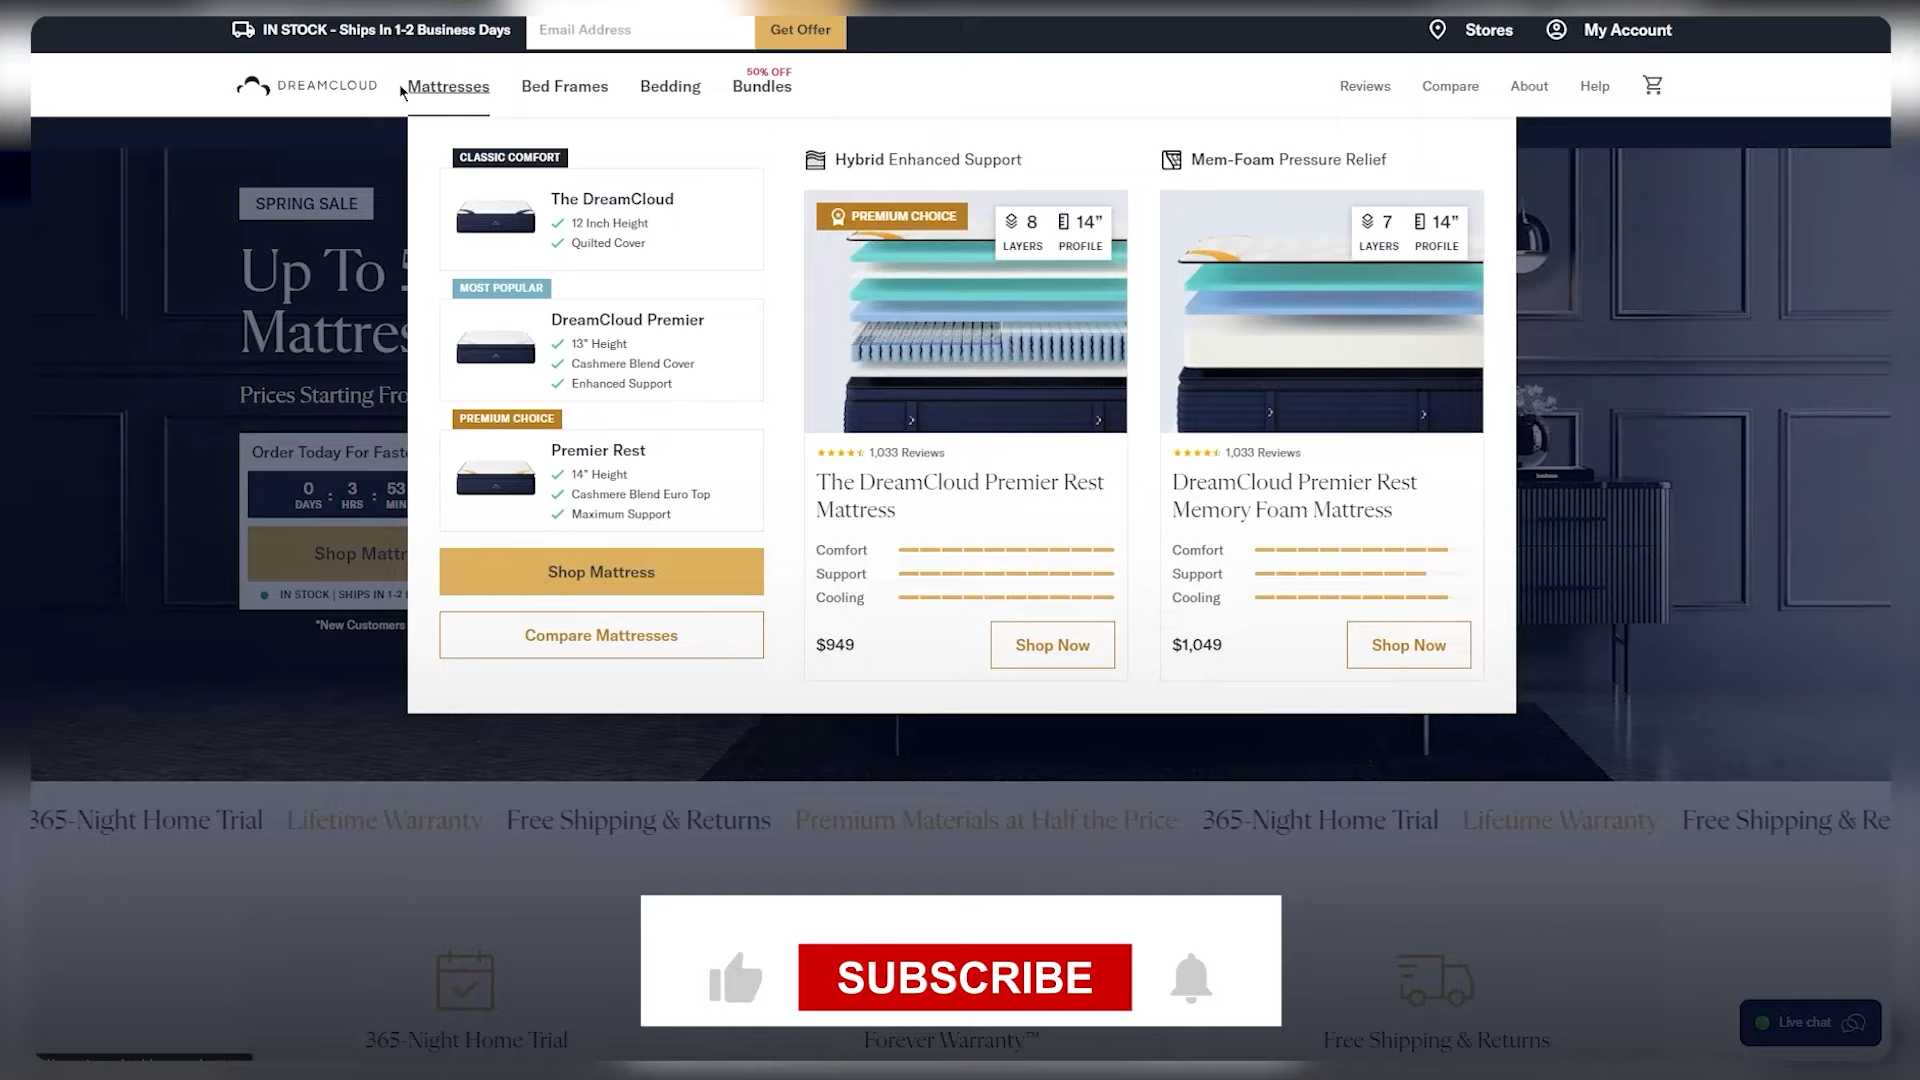 IN STOCK - Ships In 1-2 Business Days
Email Address
Get Offer
Stores
My Account
DREAMCLOUD
Mattresses
Bed Frames
Bedding
50% OFF
Bundles
Reviews
Compare
About
Help
CLASSIC COMFORT
The DreamCloud
12 Inch Height
Quilted Cover
MOST POPULAR
DreamCloud Premier
13" Height
Cashmere Blend Cover
Enhanced Support
PREMIUM CHOICE
Premier Rest
14" Height
Cashmere Blend Euro Top
Maximum Support
Shop Mattress
Compare Mattresses
Hybrid Enhanced Support
PREMIUM CHOICE
8 14”
LAYERS PROFILE
1,033 Reviews
The DreamCloud Premier Rest
Mattress
Comfort
Support
Cooling
$949
Shop Now
Mem-Foam Pressure Relief
7 14”
LAYERS PROFILE
1,033 Reviews
DreamCloud Premier Rest
Memory Foam Mattress
Comfort
Support
Cooling
$1,049
Shop Now
SPRING SALE
Up To
Mattres
Prices Starting Fro
Order Today For Fast
0 : 3 : 53
DAYS HRS MIN
Shop Mattr
IN STOCK | SHIPS IN 1-2
*New Customers
365-Night Home Trial Lifetime Warranty Free Shipping & Returns Premium Materials at Half the Price 365-Night Home Trial Lifetime Warranty Free Shipping & Re
SUBSCRIBE
365-Night Home Trial
Forever Warranty™
Free Shipping & Returns
Live chat